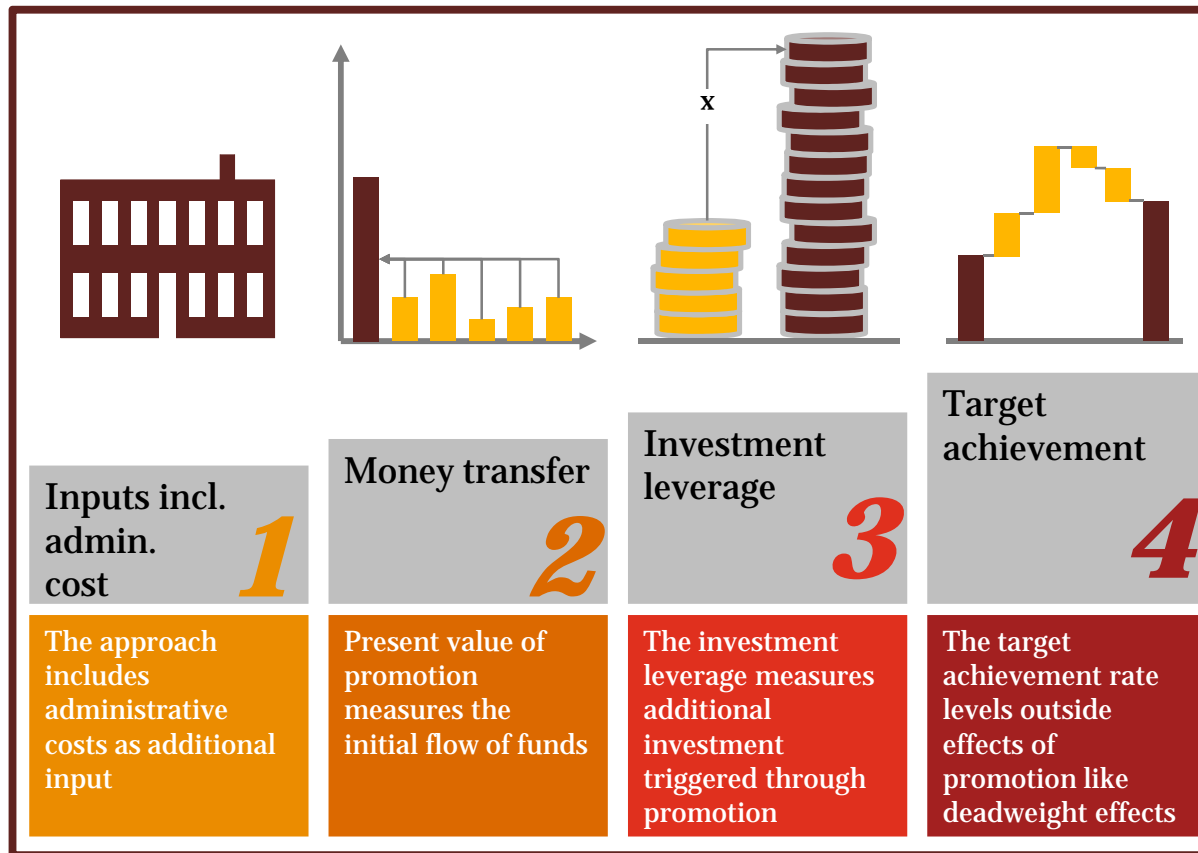 x
Inputs incl.
admin.
cost
1
Money transfer
2
Investment
leverage
3
Target
achievement
4
The approach
includes
administrative
costs as additional
input
Present value of
promotion
measures the
initial flow of funds
The investment
leverage measures
additional
investment
triggered through
promotion
The target
achievement rate
levels outside
effects of
promotion like
deadweight effects